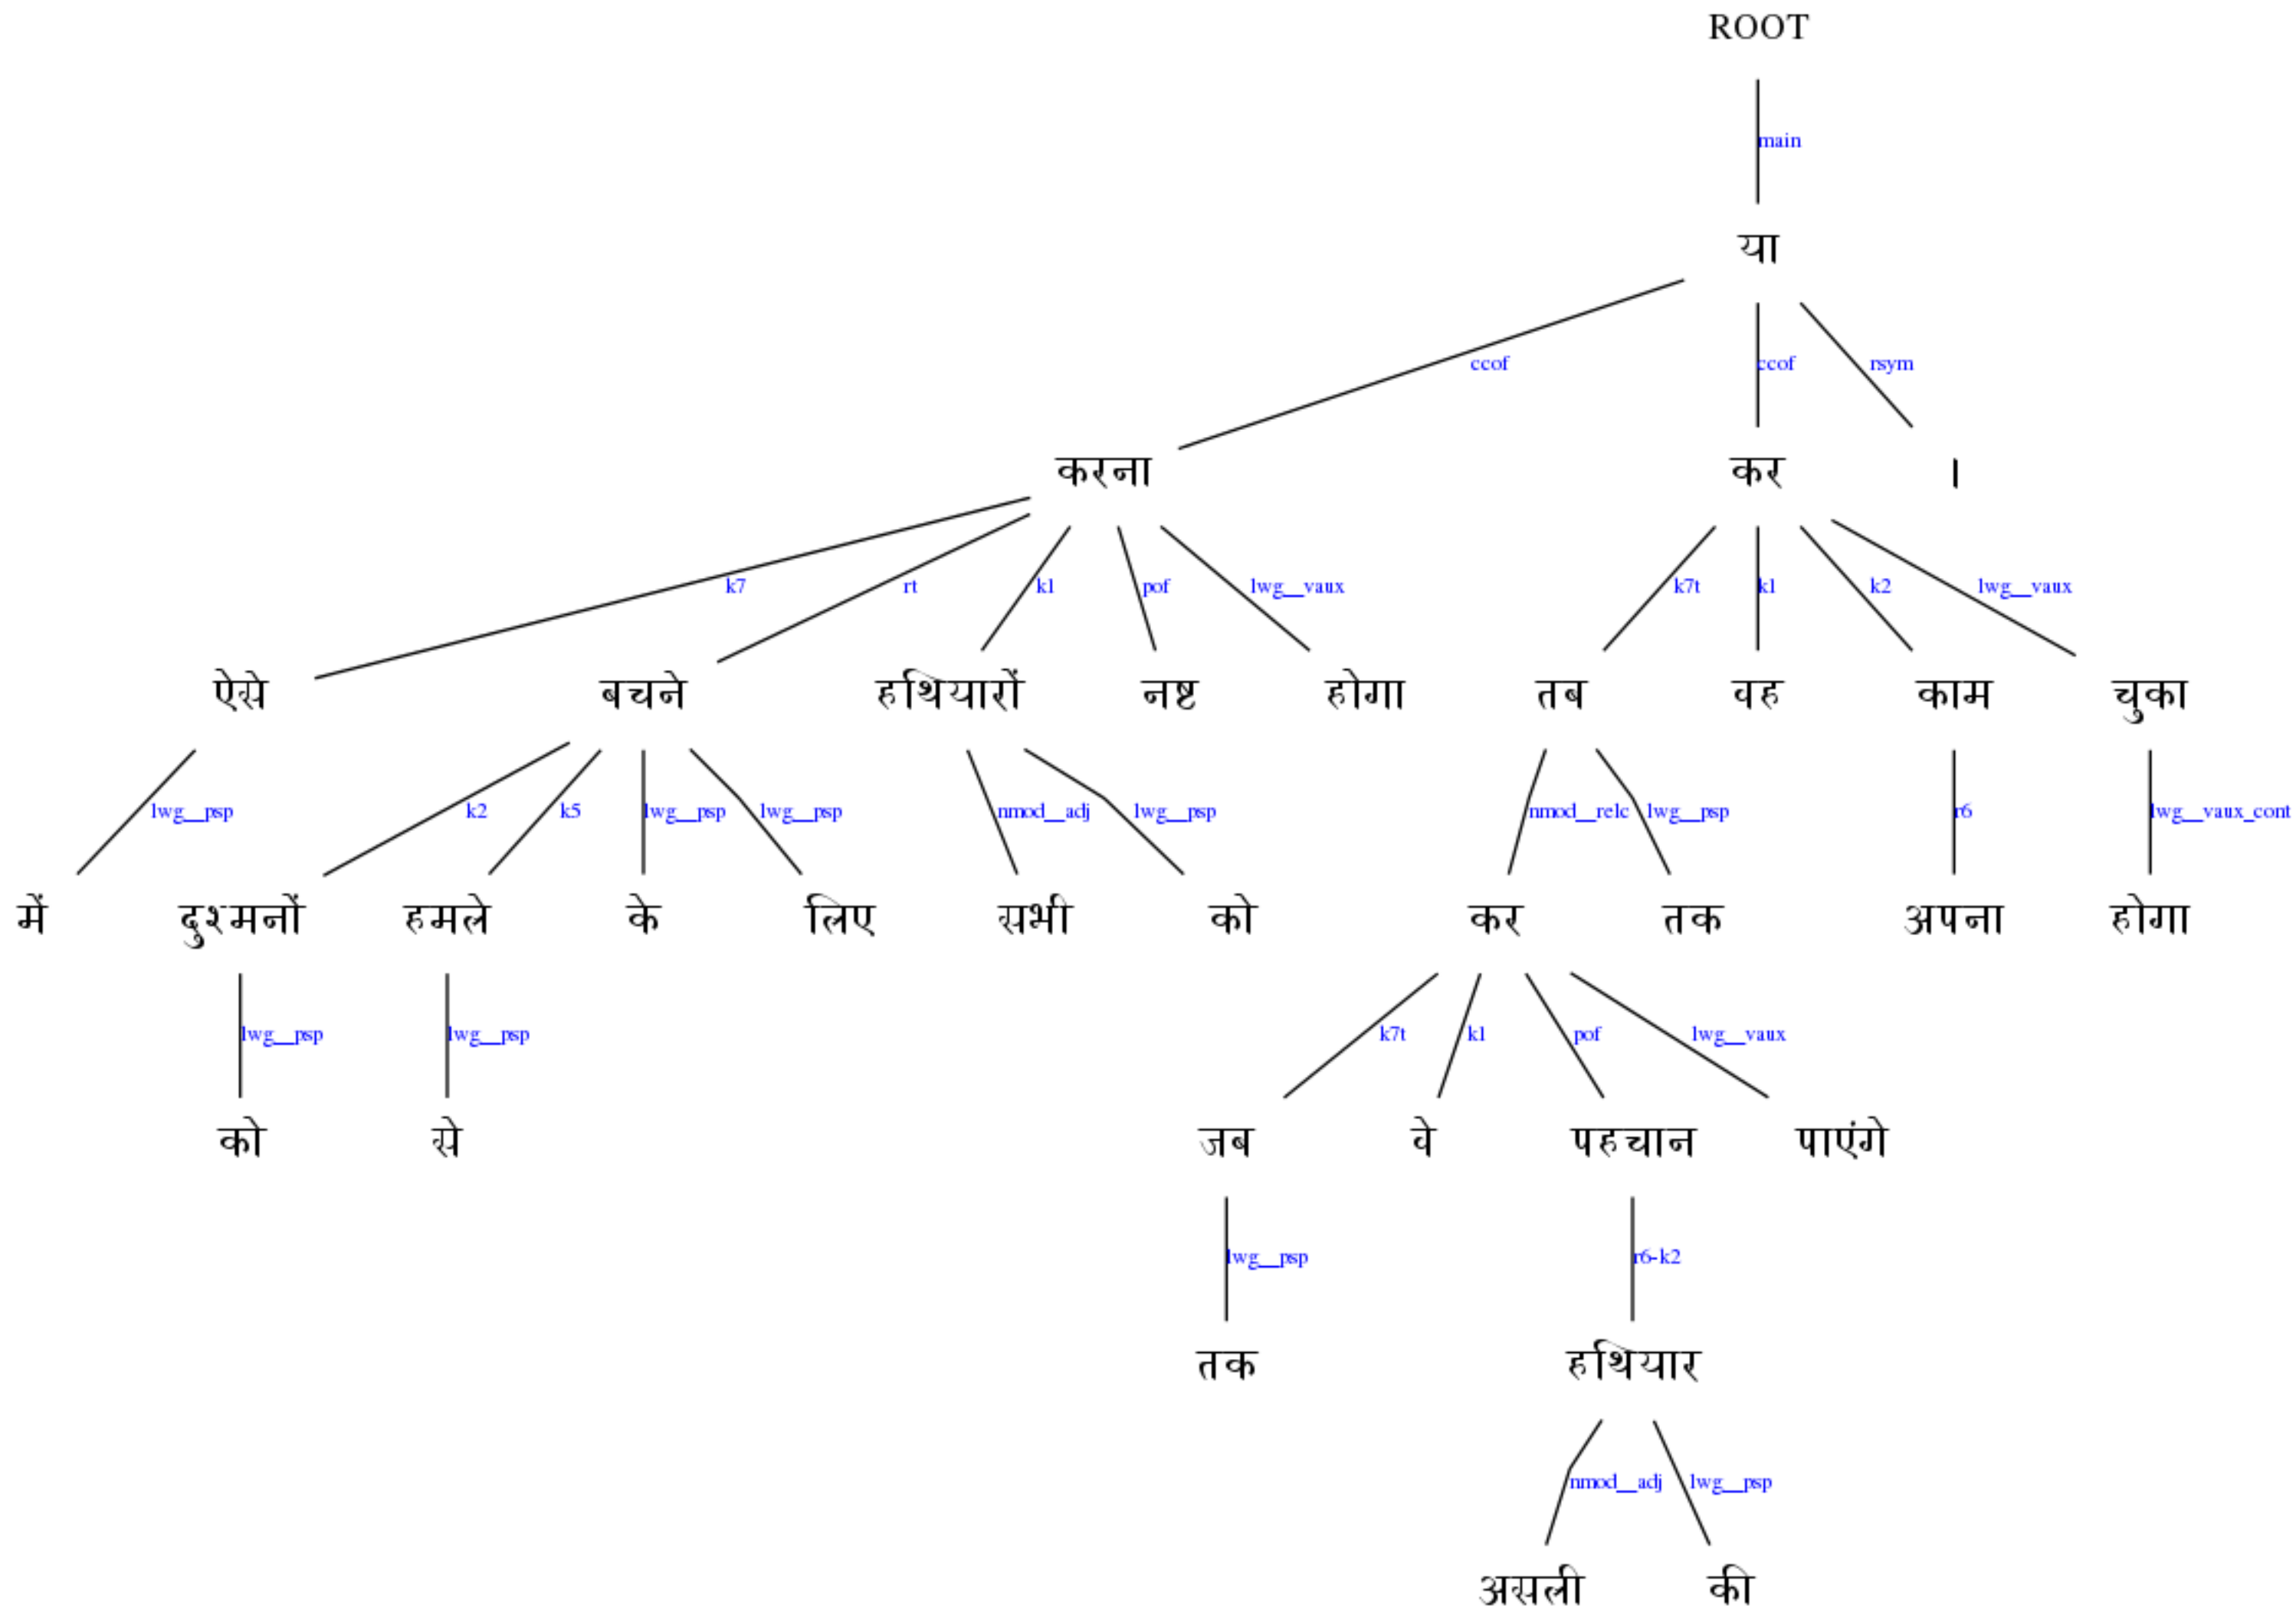 ROOT
main
या
ccof ccof rsym
करना कर ।
k7 rt k1 pof lwg__vaux k7t k1 k2 lwg__vaux
ऐसे बचने हथियारों नष्ट होगा तब वह काम चुका
lwg__psp k2 k5 lwg__psp lwg__psp nmod__adj lwg__psp nmod__relc lwg__psp r6 lwg__vaux_cont
में दुश्मनों हमले के लिए सभी को कर तक अपना होगा
lwg__psp lwg__psp k7t k1 pof lwg__vaux
को से जब वे पहचान पाएंगे
lwg__psp r6-k2
तक हथियार
nmod__adj lwg__psp
असली की